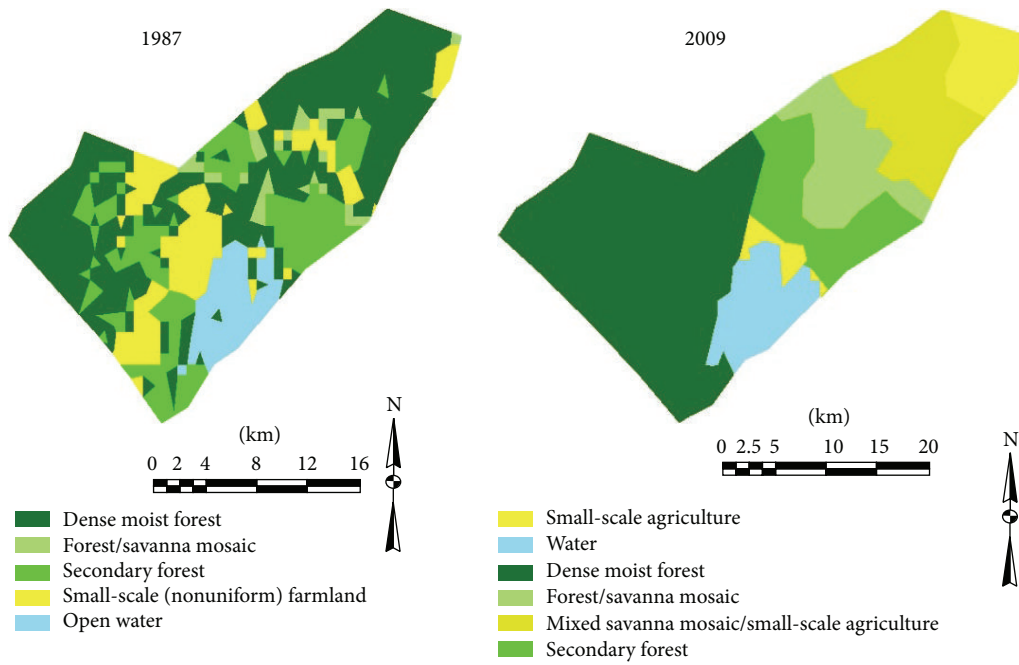 1987
N
(km)
0 2 4 8 12 16
Dense moist forest
Forest/savanna mosaic
Secondary forest
Small-scale (nonuniform) farmland
Open water
2009
(km)
0 2.5 5 10 15 20
N
Small-scale agriculture
Water
Dense moist forest
Forest/savanna mosaic
Mixed savanna mosaic/small-scale agriculture
Secondary forest